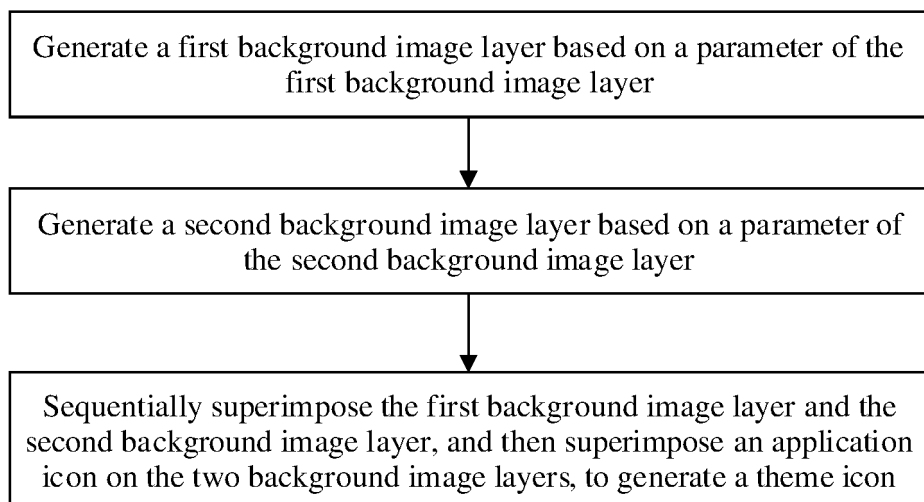 Generate a first background image layer based on a parameter of the
first background image layer
Generate a second background image layer based on a parameter of
the second background image layer
Sequentially superimpose the first background image layer and the
second background image layer, and then superimpose an application
icon on the two background image layers, to generate a theme icon